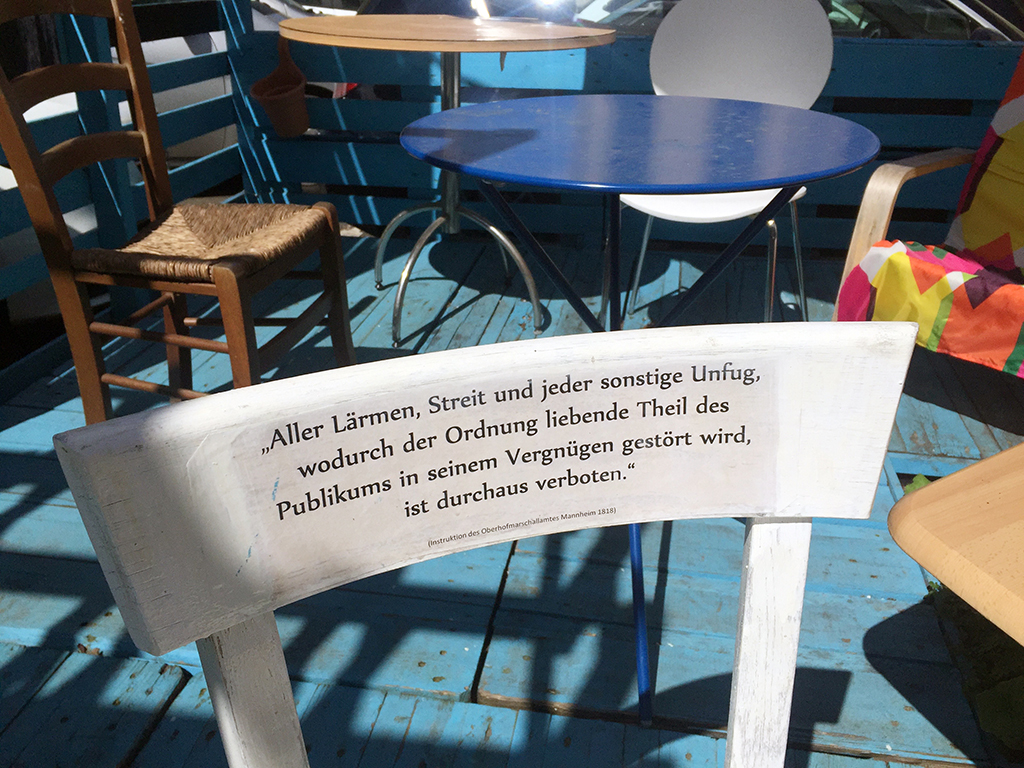 „Aller Lärmen, Streit und jeder sonstige Unfug,
wodurch der Ordnung liebende Theil des
Publikums in seinem Vergnügen gestört wird,
ist durchaus verboten.“
(Instruktion des Oberhofmarschallamtes Mannheim 1818)